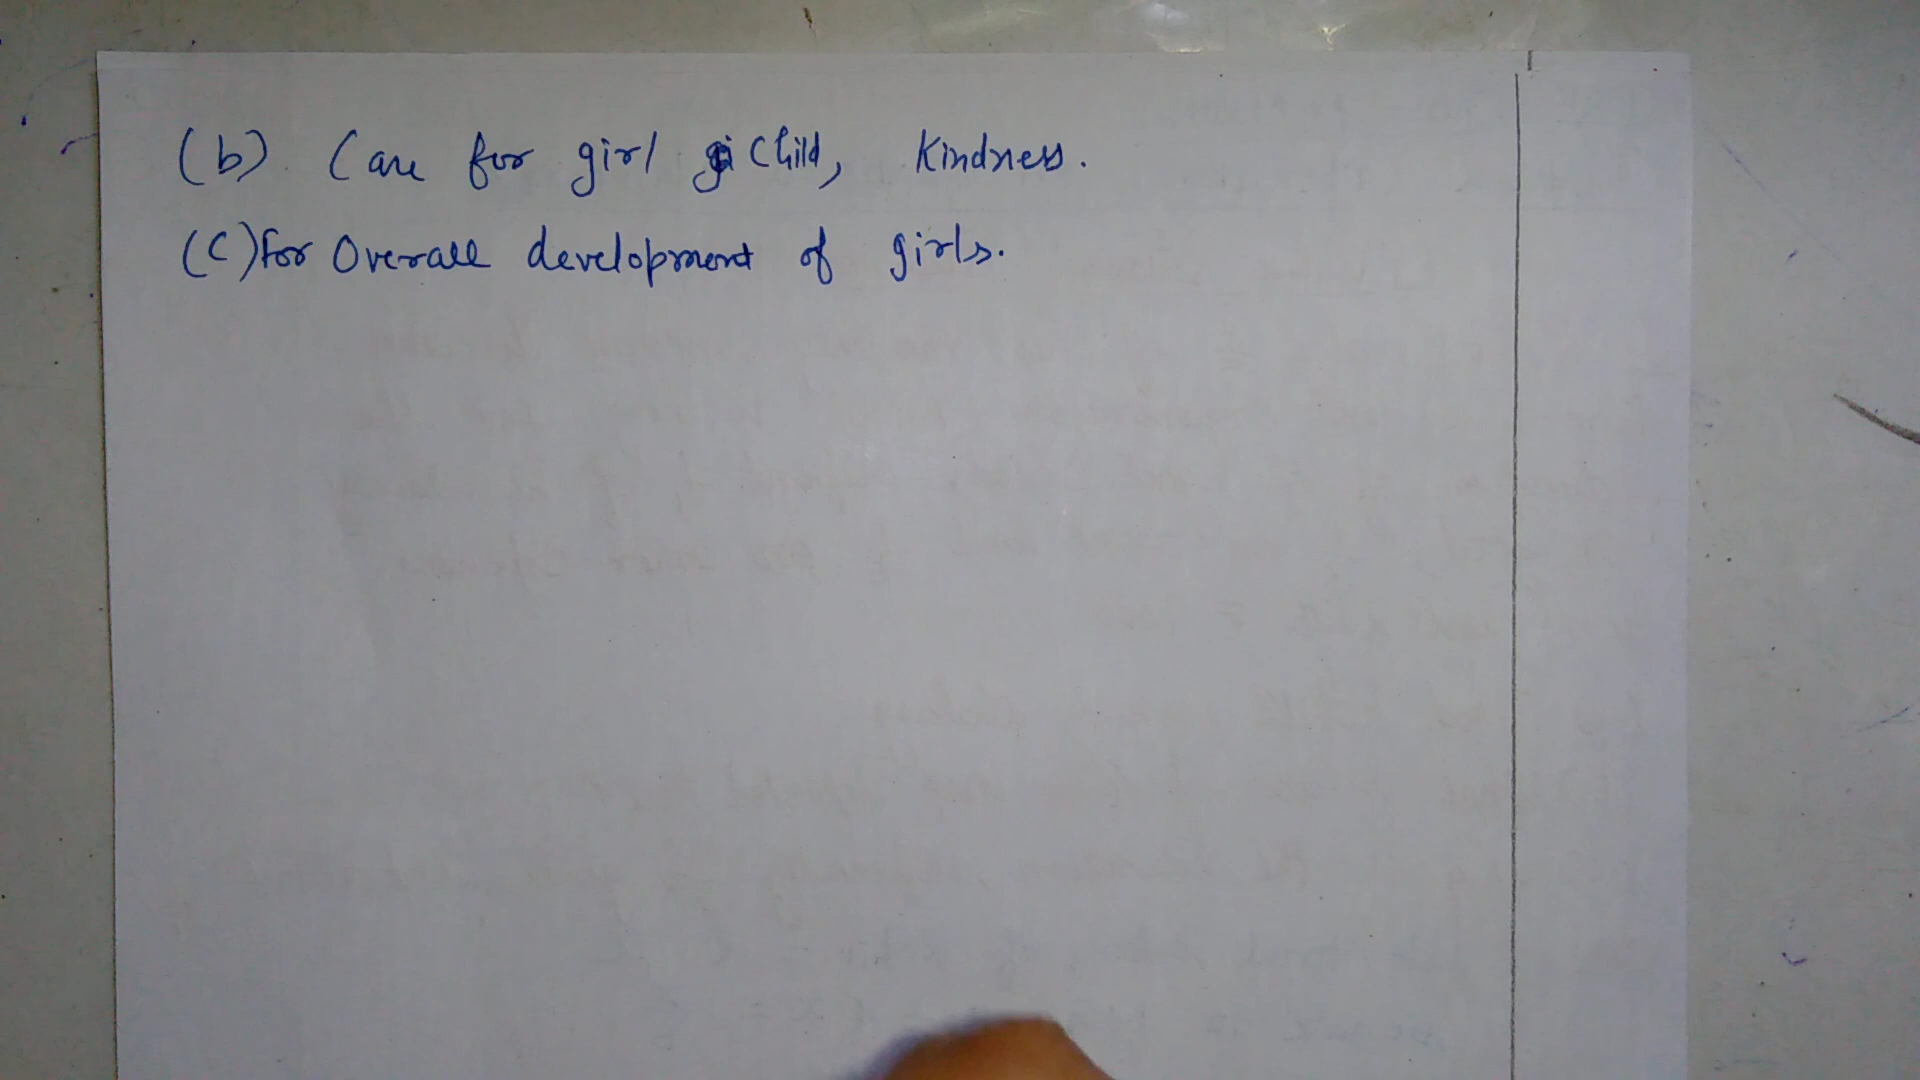 (b). Care for girl Child, Kindness.
(C) for Overall development of girls.